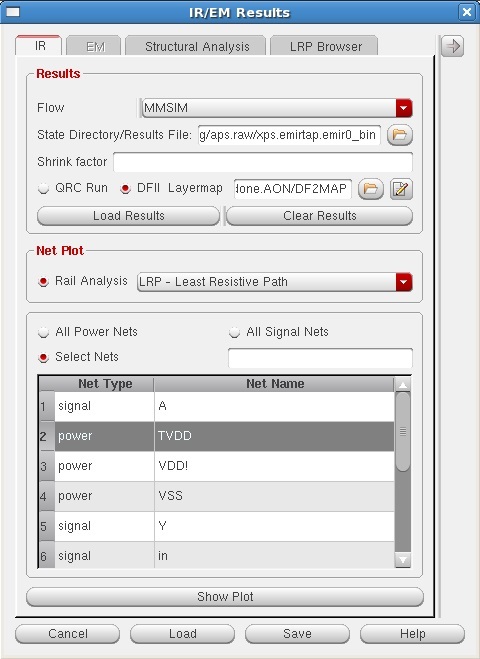 IR/EM Results
IR EM Structural Analysis LRP Browser
Results
Flow MMSIM
State Directory/Results File: g/aps.raw/xps.emirtap.emir0_bin
Shrink factor
QRC Run DFII Layermap lone.AON/DF2MAP
Load Results Clear Results
Net Plot
Rail Analysis LRP - Least Resistive Path
All Power Nets All Signal Nets
Select Nets
Net Type Net Name
1 signal A
2 power TVDD
3 power VDD!
4 power VSS
5 signal Y
6 signal in
Show Plot
Cancel Load Save Help